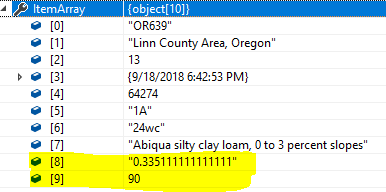 ItemArray {object[10]}
[0] "OR639"
[1] "Linn County Area, Oregon"
[2] 13
[3] {9/18/2018 6:42:53 PM}
[4] 64274
[5] "1A"
[6] "24wc"
[7] "Abiqua silty clay loam, 0 to 3 percent slopes"
[8] "0.335111111111111"
[9] 90